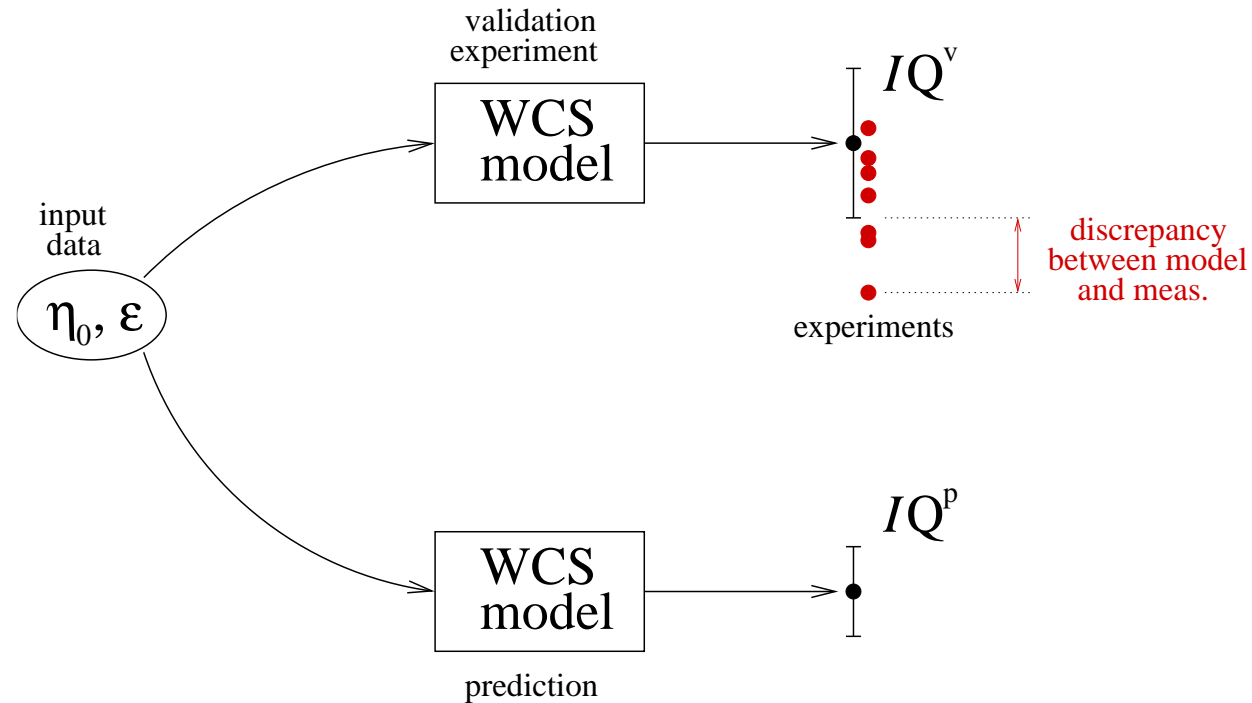 validation
experiment
WCS
model
IQ^v
input
data
η₀, ε
discrepancy
between model
and meas.
experiments
IQ^p
WCS
model
prediction